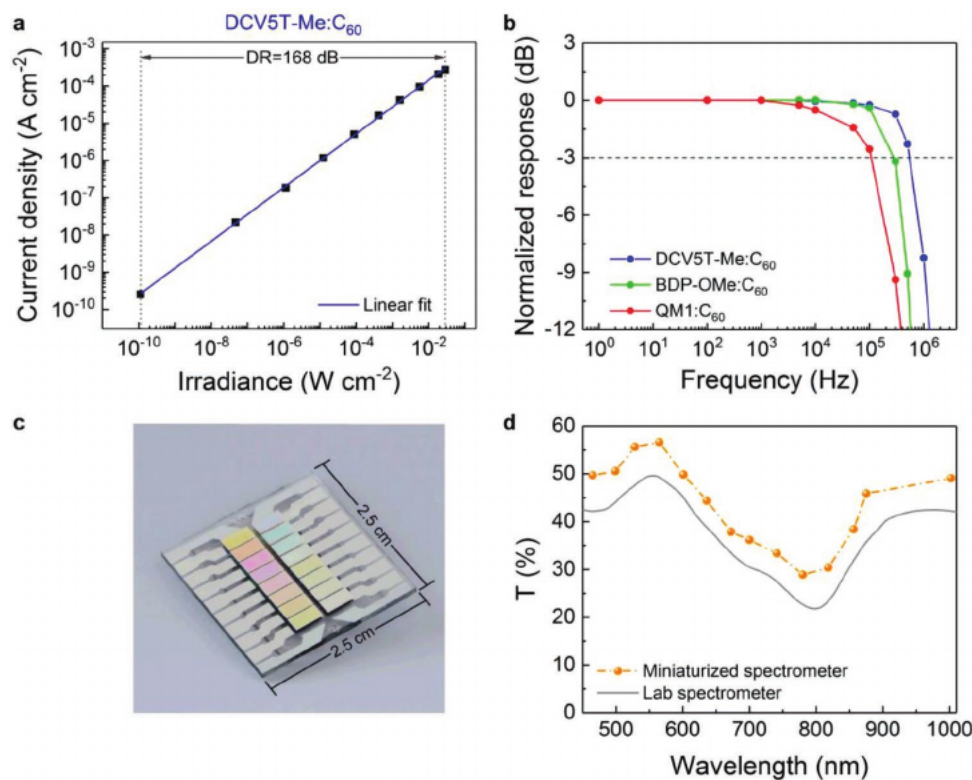 a
DCV5T-Me:C₆₀
DR=168 dB
Current density (A cm⁻²)
10⁻³
10⁻⁴
10⁻⁵
10⁻⁶
10⁻⁷
10⁻⁸
10⁻⁹
10⁻¹⁰
Linear fit
10⁻¹⁰ 10⁻⁸ 10⁻⁶ 10⁻⁴ 10⁻²
Irradiance (W cm⁻²)
b
Normalized response (dB)
3
0
-3
-6
-9
-12
DCV5T-Me:C₆₀
BDP-OMe:C₆₀
QM1:C₆₀
10⁰ 10¹ 10² 10³ 10⁴ 10⁵ 10⁶
Frequency (Hz)
c
2.5 cm
2.5 cm
d
T (%)
60
50
40
30
20
10
0
Miniaturized spectrometer
Lab spectrometer
500 600 700 800 900 1000
Wavelength (nm)